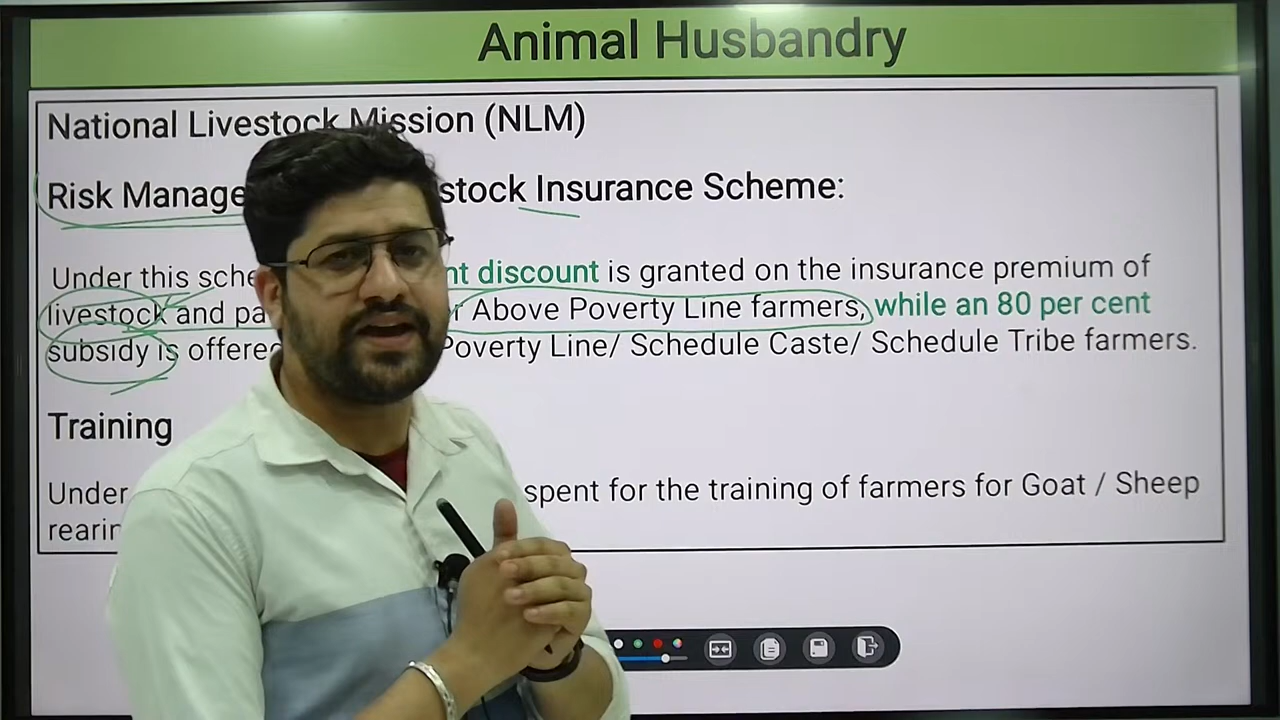 Animal Husbandry
National Livestock Mission (NLM)
Risk Manage stock Insurance Scheme:
Under this sche nt discount is granted on the insurance premium of
livestock and pa r Above Poverty Line farmers, while an 80 per cent
subsidy is offered Poverty Line/ Schedule Caste/ Schedule Tribe farmers.
Training
Under spent for the training of farmers for Goat / Sheep
rearin